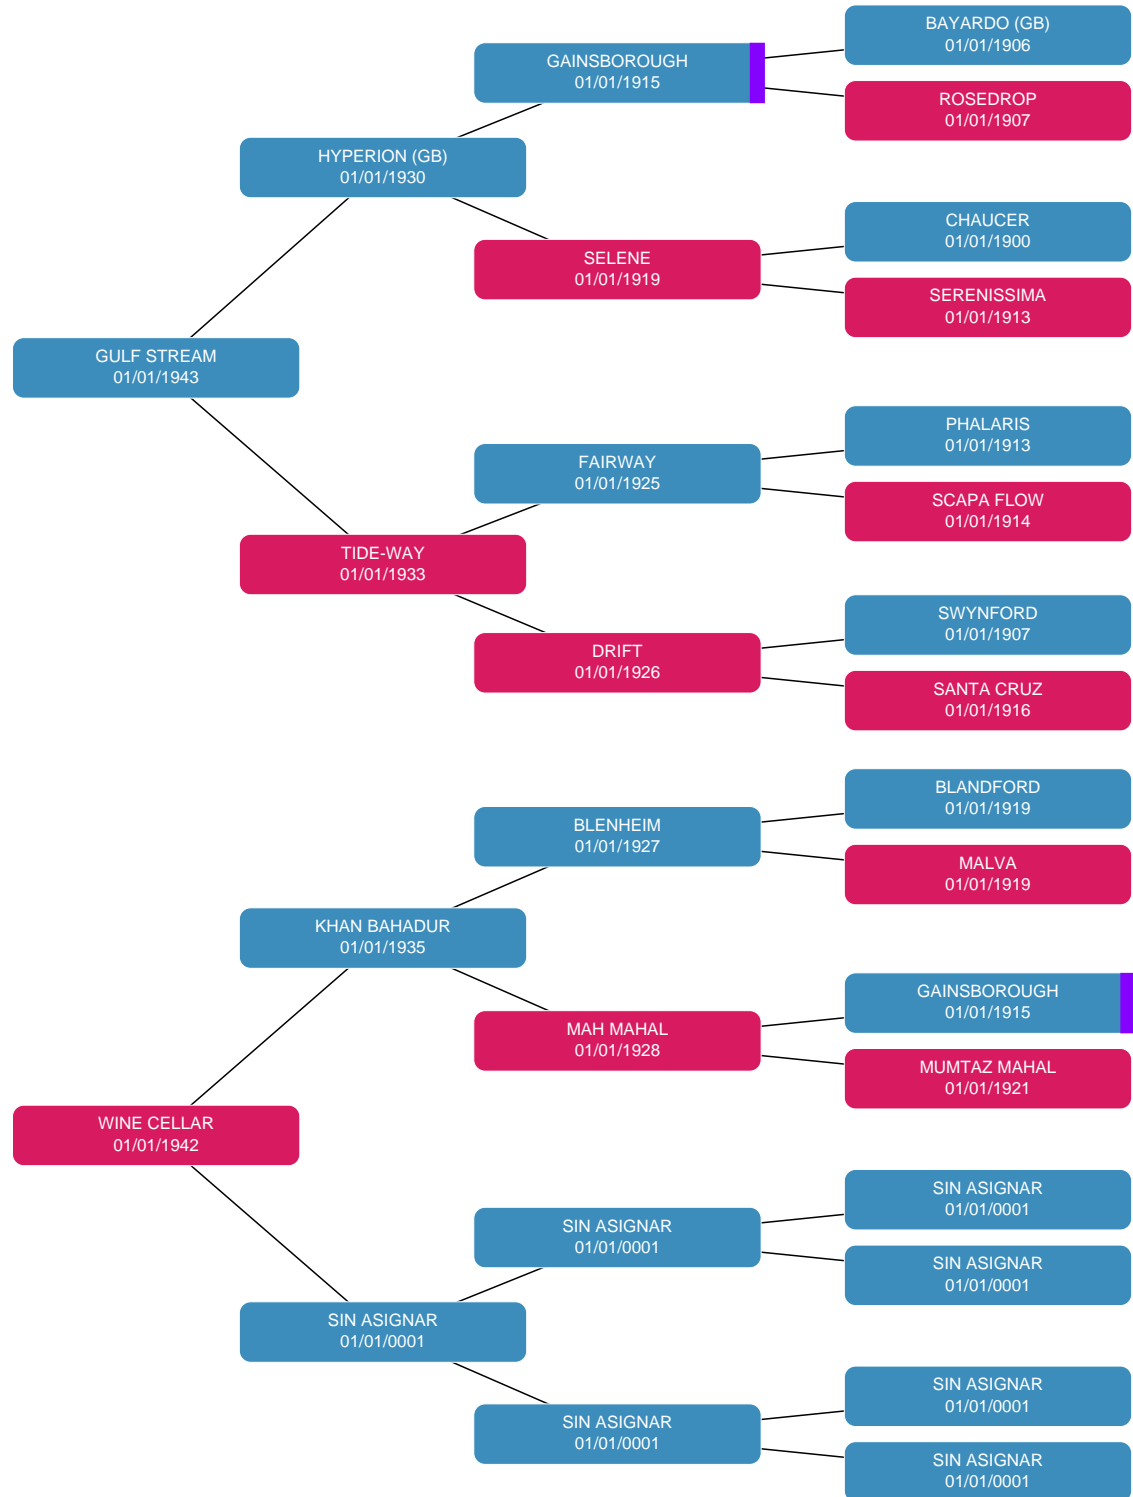 BAYARDO (GB)
01/01/1906
GAINSBOROUGH
01/01/1915
ROSEDROP
01/01/1907
HYPERION (GB)
01/01/1930
CHAUCER
01/01/1900
SELENE
01/01/1919
SERENISSIMA
01/01/1913
GULF STREAM
01/01/1943
PHALARIS
01/01/1913
FAIRWAY
01/01/1925
SCAPA FLOW
01/01/1914
TIDE-WAY
01/01/1933
SWYNFORD
01/01/1907
DRIFT
01/01/1926
SANTA CRUZ
01/01/1916
BLANDFORD
01/01/1919
BLENHEIM
01/01/1927
MALVA
01/01/1919
KHAN BAHADUR
01/01/1935
GAINSBOROUGH
01/01/1915
MAH MAHAL
01/01/1928
MUMTAZ MAHAL
01/01/1921
WINE CELLAR
01/01/1942
SIN ASIGNAR
01/01/0001
SIN ASIGNAR
01/01/0001
SIN ASIGNAR
01/01/0001
SIN ASIGNAR
01/01/0001
SIN ASIGNAR
01/01/0001
SIN ASIGNAR
01/01/0001
SIN ASIGNAR
01/01/0001